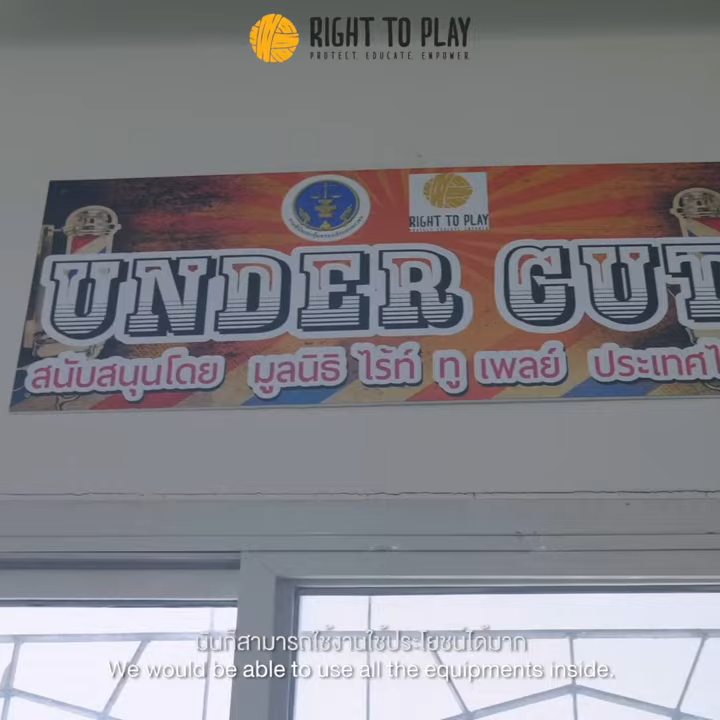 RIGHT TO PLAY
PROTECT. EDUCATE. EMPOWER.
RIGHT TO PLAY
UNDER CUT
สนับสนุนโดย มูลนิธิ ไร้ท์ ทู เพลย์ ประเทศไ
นั่นก็สามารถใช้งานใช้ประโยชน์ได้มาก
We would be able to use all the equipments inside.